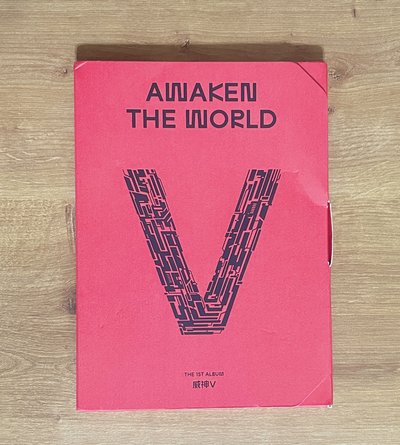 AWAKEN
THE WORLD
V
THE 1ST ALBUM
威神V